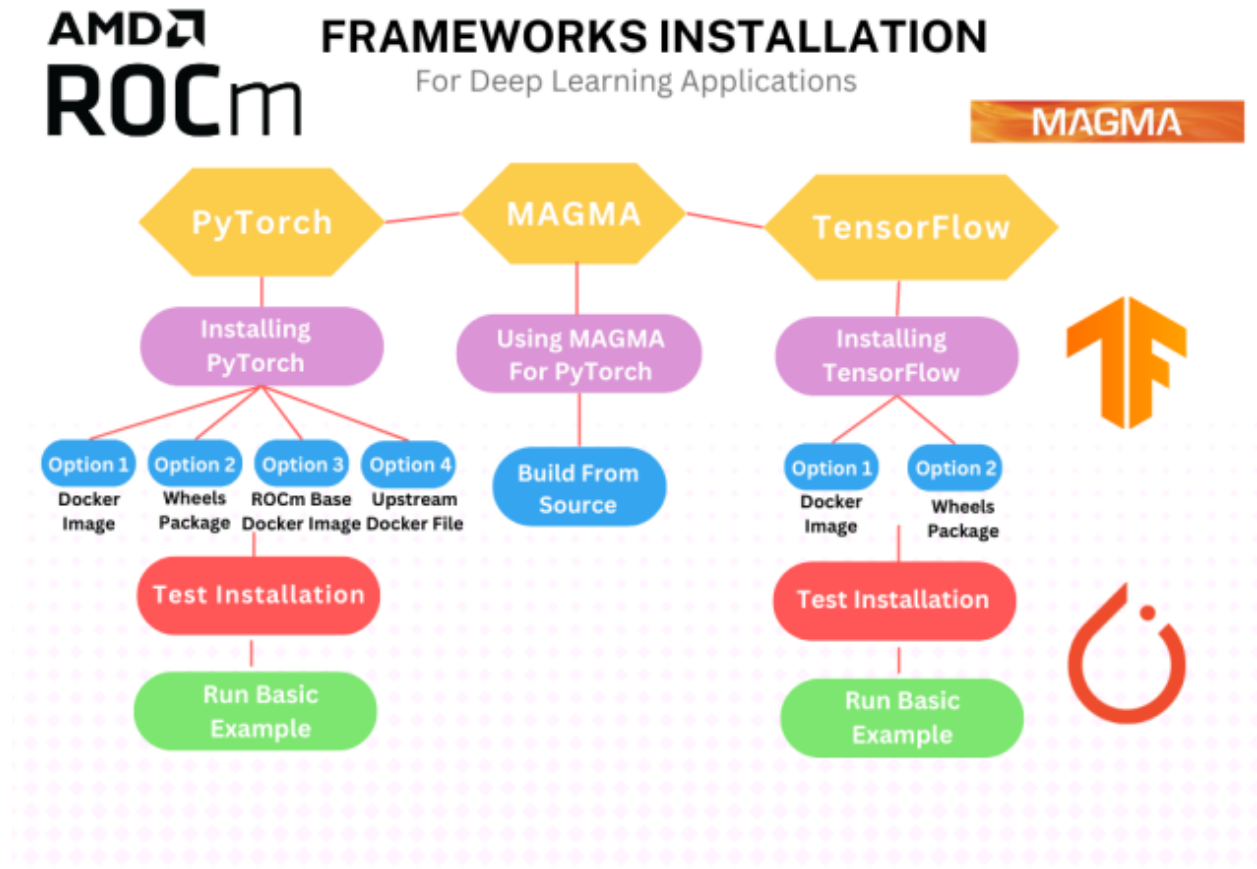 AMD
ROCm
FRAMEWORKS INSTALLATION
For Deep Learning Applications
MAGMA
PyTorch
MAGMA
TensorFlow
Installing
PyTorch
Using MAGMA
For PyTorch
Installing
TensorFlow
Option 1
Docker
Image
Option 2
Wheels
Package
Option 3
ROCm Base
Docker Image
Option 4
Upstream
Docker File
Build From
Source
Option 1
Docker
Image
Option 2
Wheels
Package
Test Installation
Test Installation
Run Basic
Example
Run Basic
Example